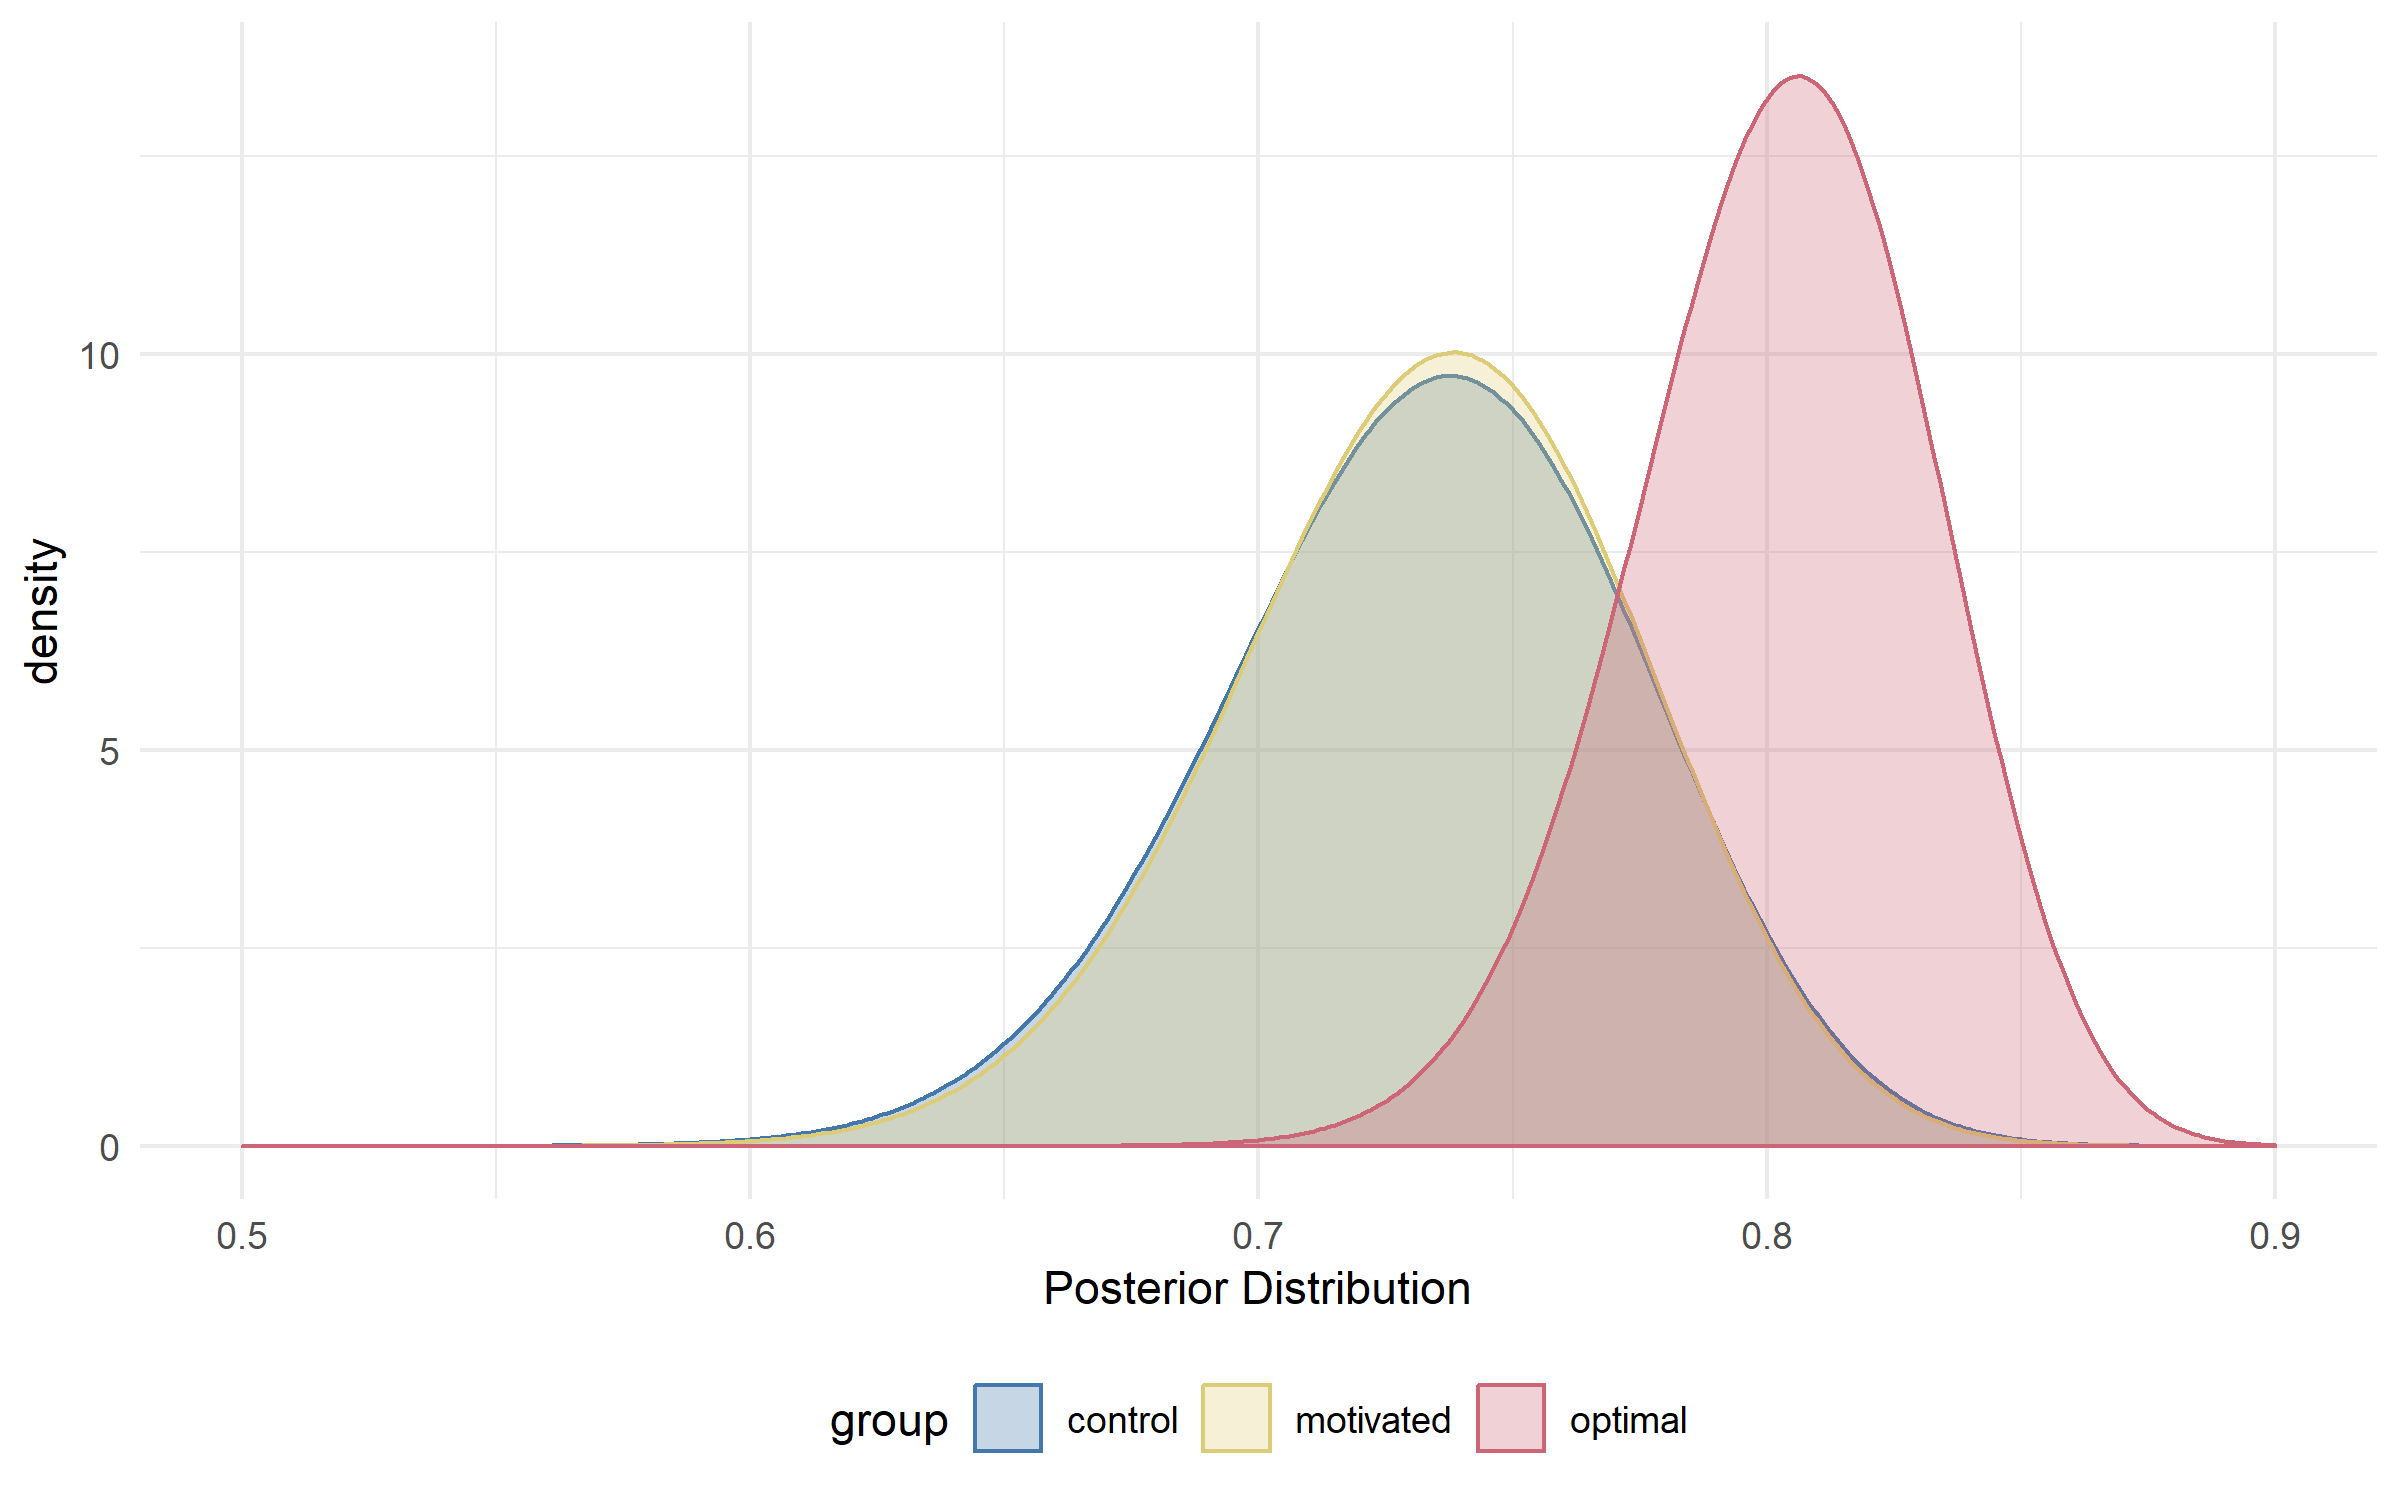 density
10
5
0
0.5 0.6 0.7 0.8 0.9
Posterior Distribution
group control motivated optimal